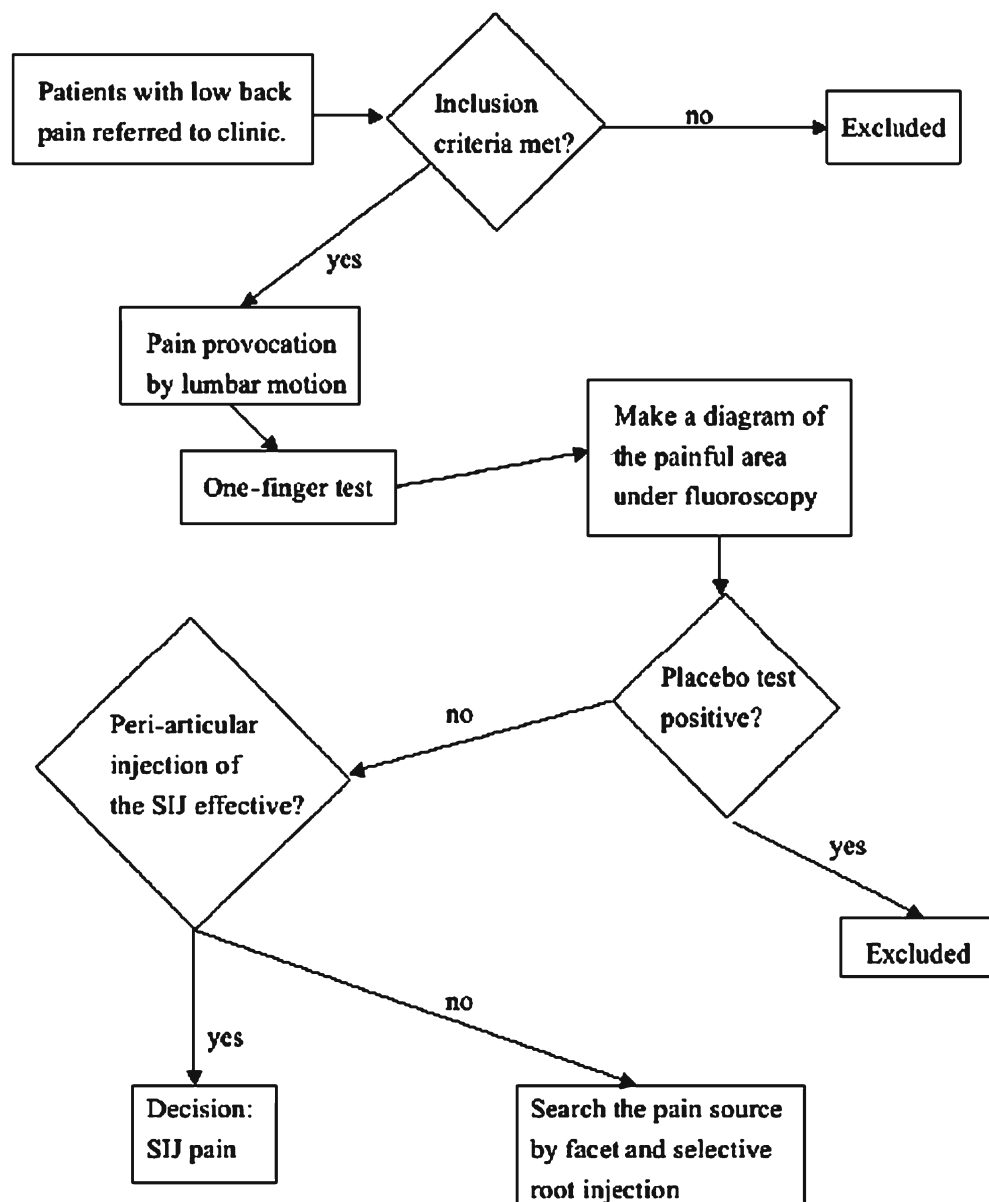 Patients with low back
pain referred to clinic.
Inclusion
criteria met?
no
Excluded
yes
Pain provocation
by lumbar motion
One-finger test
Make a diagram of
the painful area
under fluoroscopy
Placebo test
positive?
no
yes
Excluded
Peri-articular
injection of
the SIJ effective?
yes
no
Decision:
SIJ pain
Search the pain source
by facet and selective
root injection